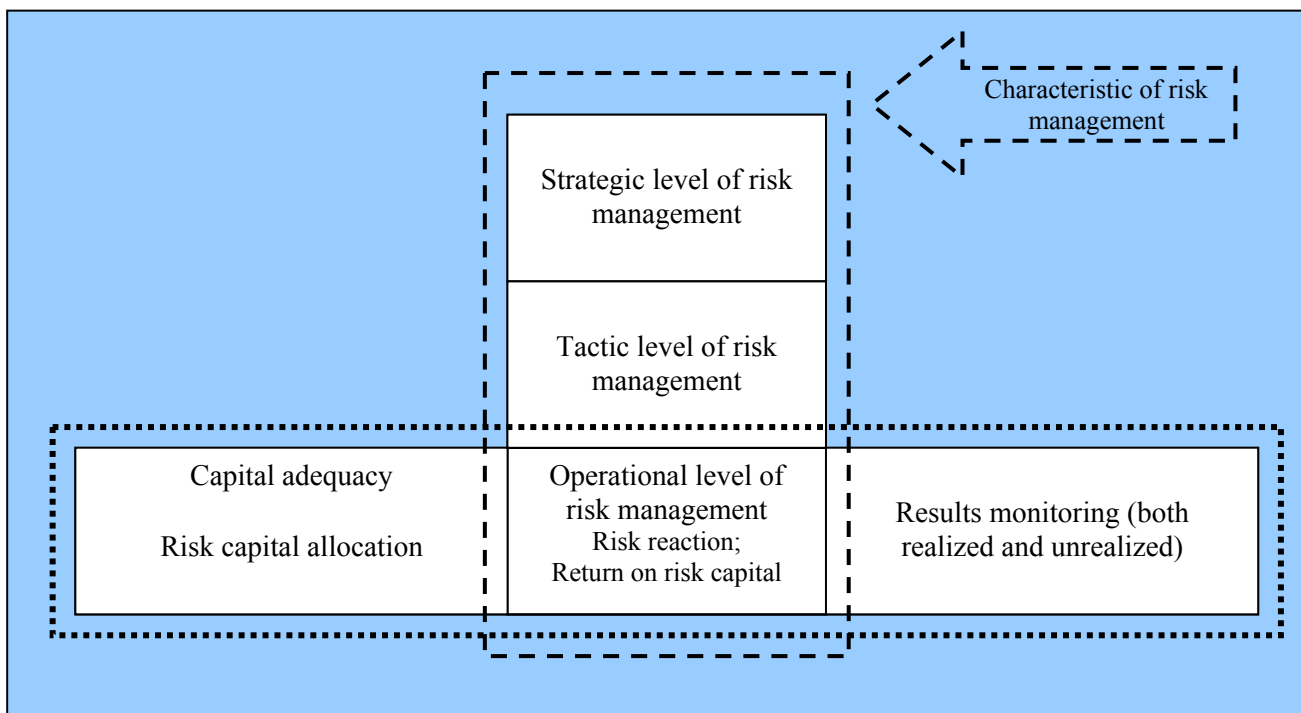 Characteristic of risk
management
Strategic level of risk
management
Tactic level of risk
management
Capital adequacy
Risk capital allocation
Operational level of
risk management
Risk reaction;
Return on risk capital
Results monitoring (both
realized and unrealized)